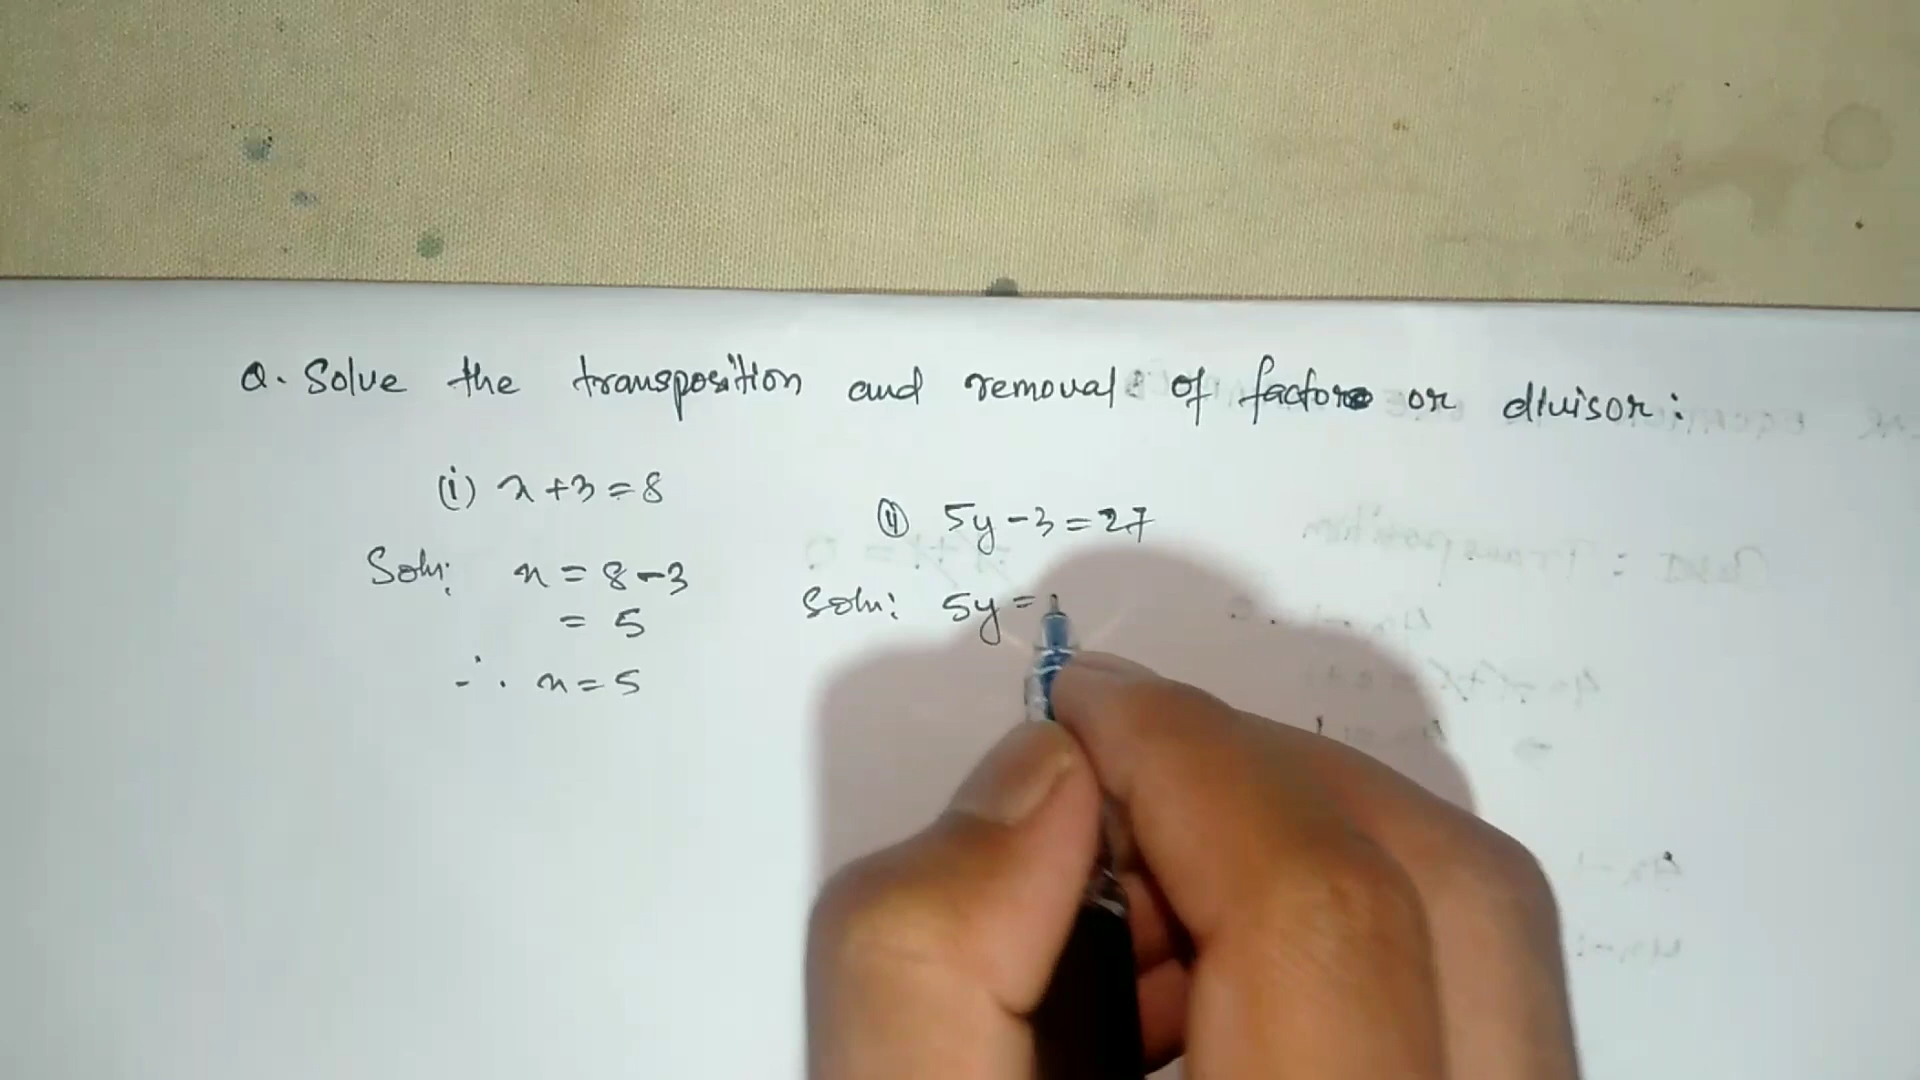 Q. Solve the transposition and removal of factor or divisor:
(i) x+3=8
Soln: x = 8-3
= 5
∴ x=5
(ii) 5y-3=27
Soln: 5y =